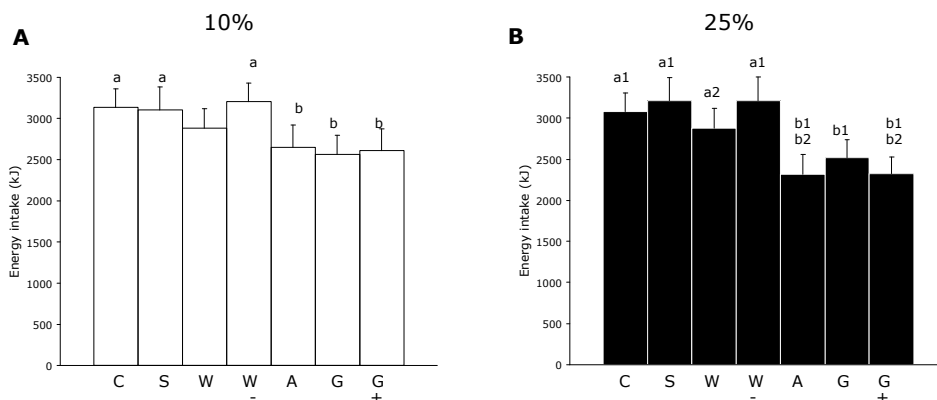 10%
A
a a a b b b
Energy intake (kJ)
3500
3000
2500
2000
1500
1000
500
0
C S W W A G G
- +
25%
B
a1 a1 a2 a1 b1 b1 b1
b2 b2
Energy intake (kJ)
3500
3000
2500
2000
1500
1000
500
0
C S W W A G G
- +